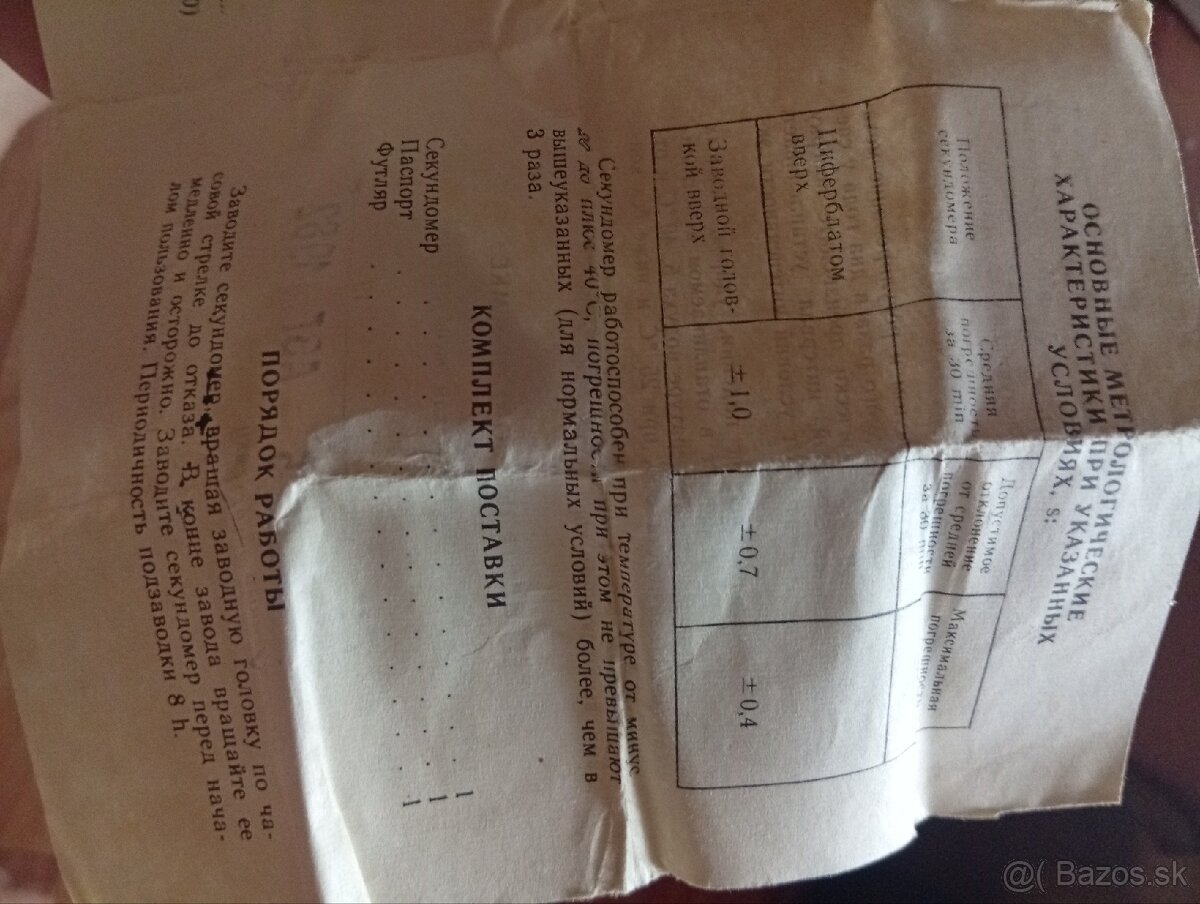 ОСНОВНЫЕ МЕТРОЛОГИЧЕСКИЕ
ХАРАКТЕРИСТИКИ ПРИ УКАЗАННЫХ
УСЛОВИЯХ, s:
Положение секундомера
Средняя погрешность за 30 min
Допустимое отклонение от средней погрешности за 30 min
Максимальная погрешность
Циферблатом вверх
Заводной голов-
кой вверх
±1,0
±0,7
±0,4
Секундомер работоспособен при температуре от минус
до плюс 40°С, погрешности при этом не превышают
вышеуказанных (для нормальных условий) более, чем в
3 раза.
КОМПЛЕКТ ПОСТАВКИ
Секундомер . . . . . . . 1
Паспорт . . . . . . . 1
Футляр . . . . . . . 1
ПОРЯДОК РАБОТЫ
Заводите секундомер, вращая заводную головку по ча-
совой стрелке до отказа. В конце завода вращайте ее
медленно и осторожно. Заводите секундомер перед нача-
лом пользования. Периодичность подзаводки 8 h.
@( Bazos.sk